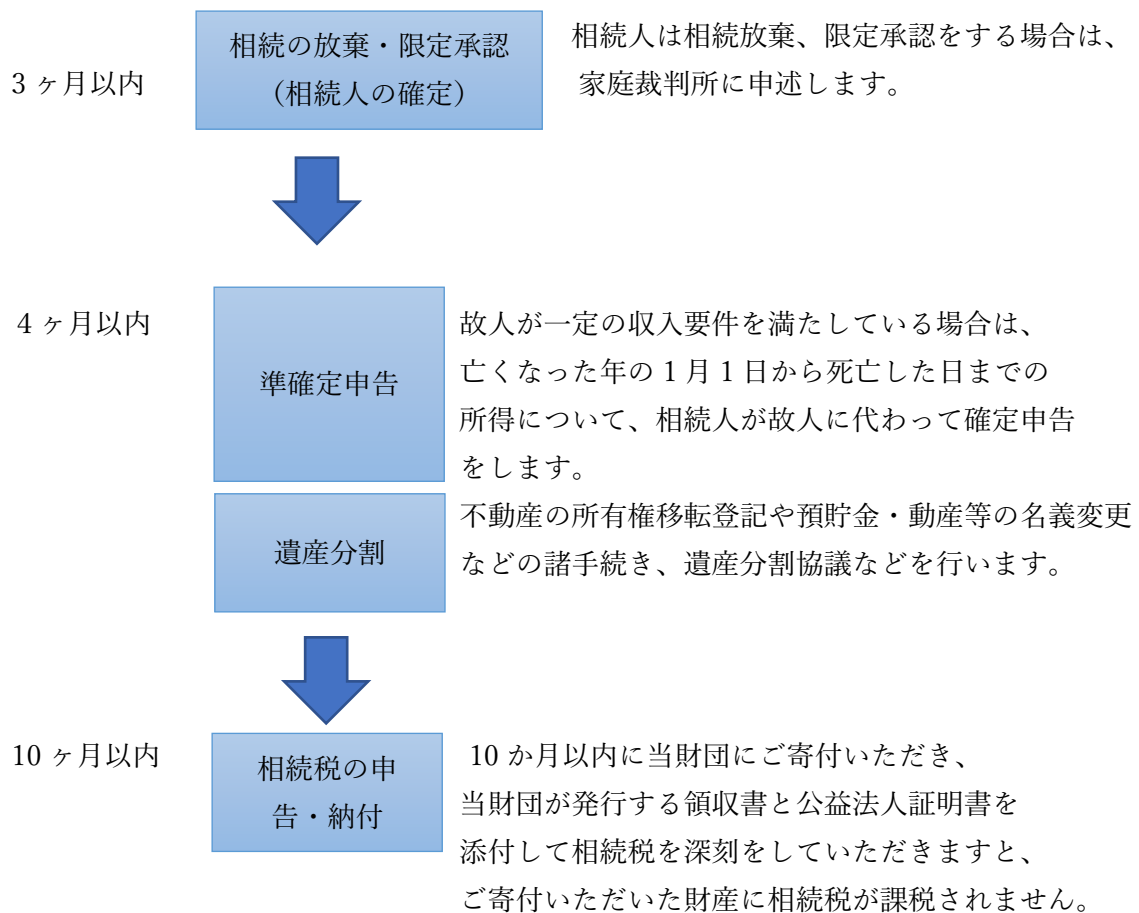 3 ヶ月以内
相続の放棄・限定承認
（相続人の確定）
相続人は相続放棄、限定承認をする場合は、
家庭裁判所に申述します。
4 ヶ月以内
準確定申告
故人が一定の収入要件を満たしている場合は、
亡くなった年の 1 月 1 日から死亡した日までの
所得について、相続人が故人に代わって確定申告
をします。
遺産分割
不動産の所有権移転登記や預貯金・動産等の名義変更
などの諸手続き、遺産分割協議などを行います。
10 ヶ月以内
相続税の申
告・納付
10 か月以内に当財団にご寄付いただき、
当財団が発行する領収書と公益法人証明書を
添付して相続税を深刻をしていただきますと、
ご寄付いただいた財産に相続税が課税されません。